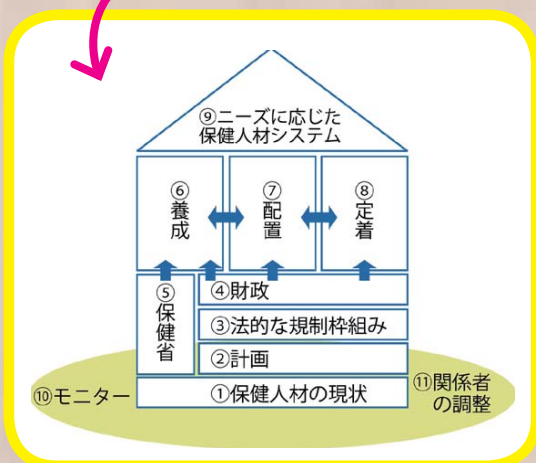 ⑨ニーズに応じた
保健人材システム
⑥養成
⑦配置
⑧定着
⑤保健省
④財政
③法的な規制枠組み
②計画
①保健人材の現状
⑩モニター
⑪関係者
の調整